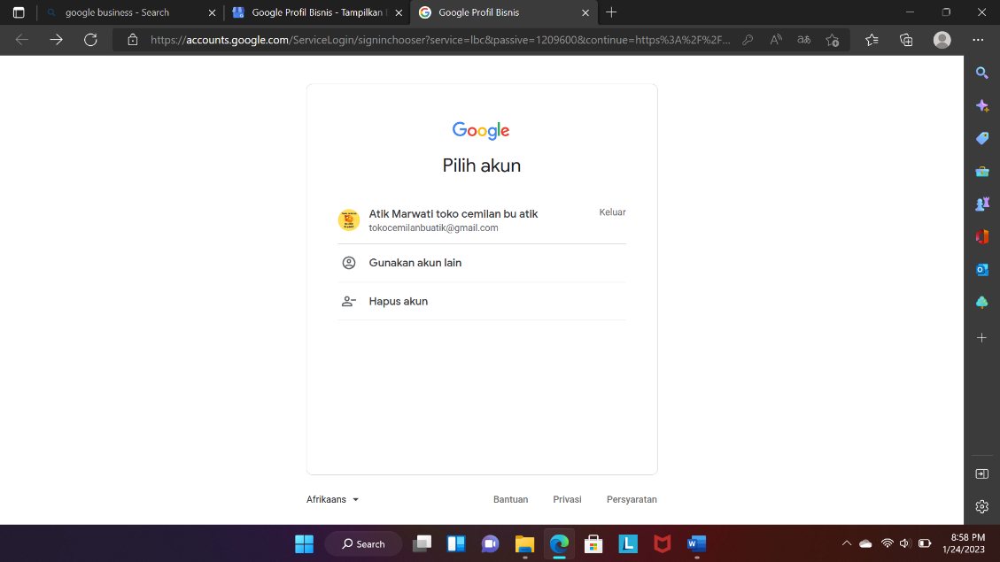 google business - Search
Google Profil Bisnis - Tampilkan
Google Profil Bisnis
https://accounts.google.com/ServiceLogin/signinchooser?service=lbc&passive=1209600&continue=https%3A%2F%2F...
Google
Pilih akun
Atik Marwati toko cemilan bu atik
Keluar
tokocemilanbuatik@gmail.com
Gunakan akun lain
Hapus akun
Afrikaans
Bantuan
Privasi
Persyaratan
Search
8:58 PM
1/24/2023